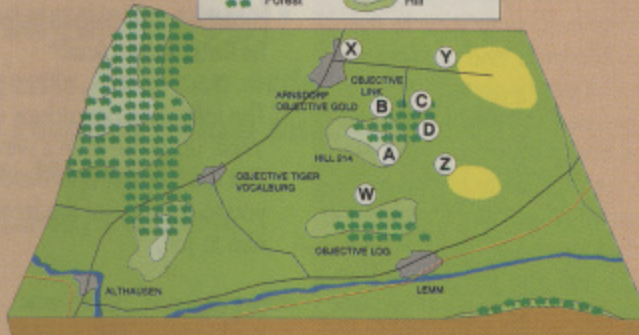 Forest
Hill
X
Y
ARNSDORF
OBJECTIVE GOLD
OBJECTIVE
LINK
B
C
D
HILL 214
A
Z
OBJECTIVE TIGER
VOCALBURG
W
OBJECTIVE LOG
ALTHAUSEN
LEMM